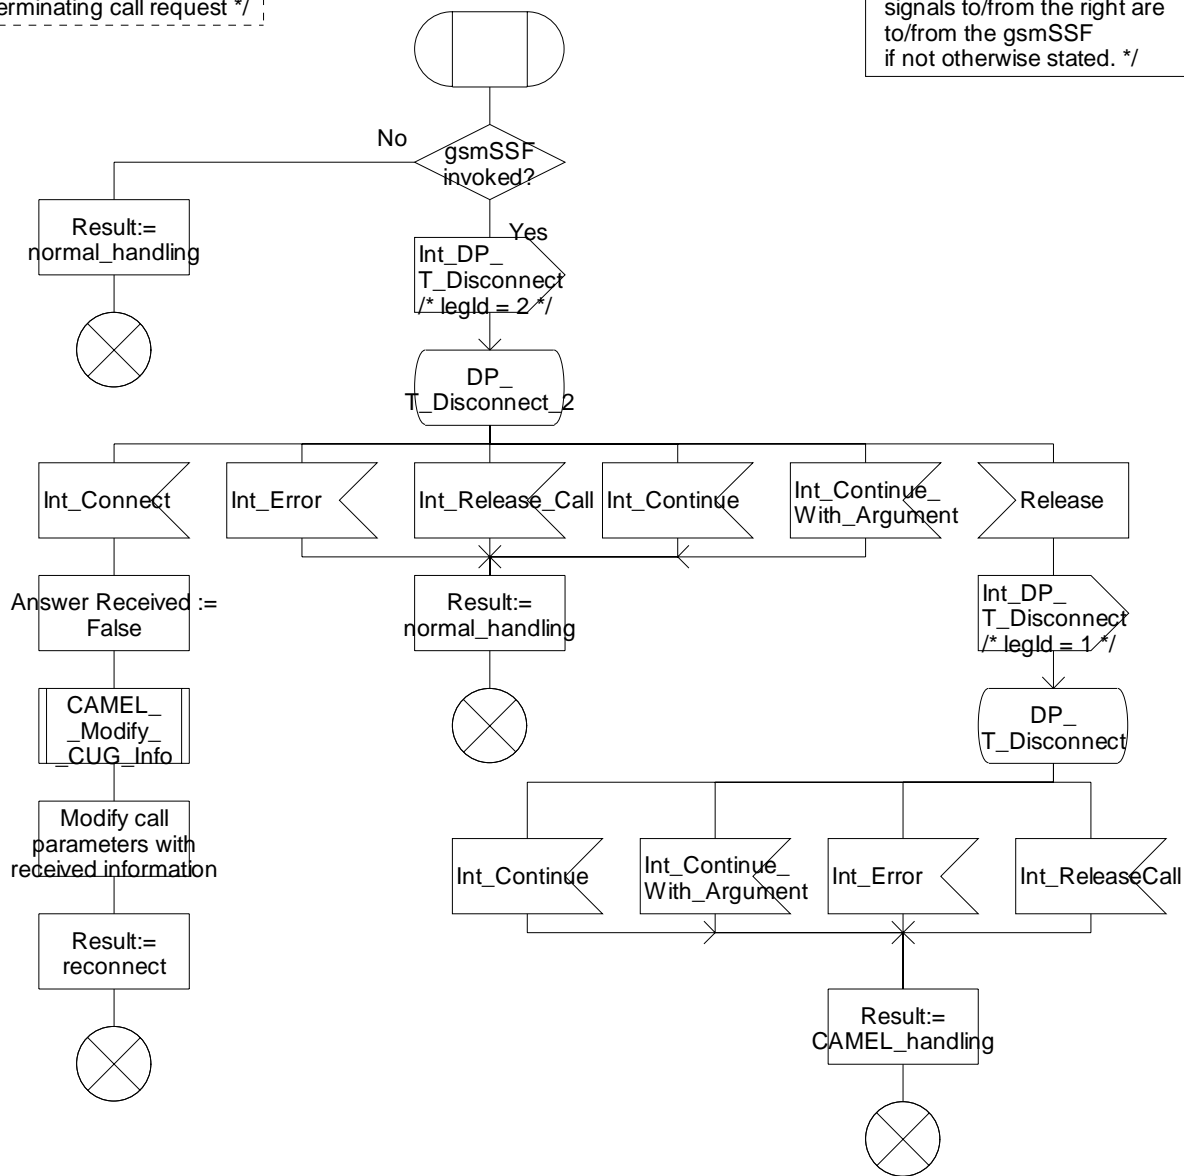 erminating call request */
signals to/from the right are
to/from the gsmSSF
if not otherwise stated. */
No
gsmSSF
invoked?
Yes
Result:=
normal_handling
Int_DP_
T_Disconnect
/* legId = 2 */
DP_
T_Disconnect_2
Int_Connect
Int_Error
Int_Release_Call
Int_Continue
Int_Continue_
With_Argument
Release
Answer Received :=
False
Result:=
normal_handling
Int_DP_
T_Disconnect
/* legId = 1 */
CAMEL_
_Modify_
_CUG_Info
DP_
T_Disconnect
Modify call
parameters with
received information
Int_Continue
Int_Continue_
With_Argument
Int_Error
Int_ReleaseCall
Result:=
reconnect
Result:=
CAMEL_handling